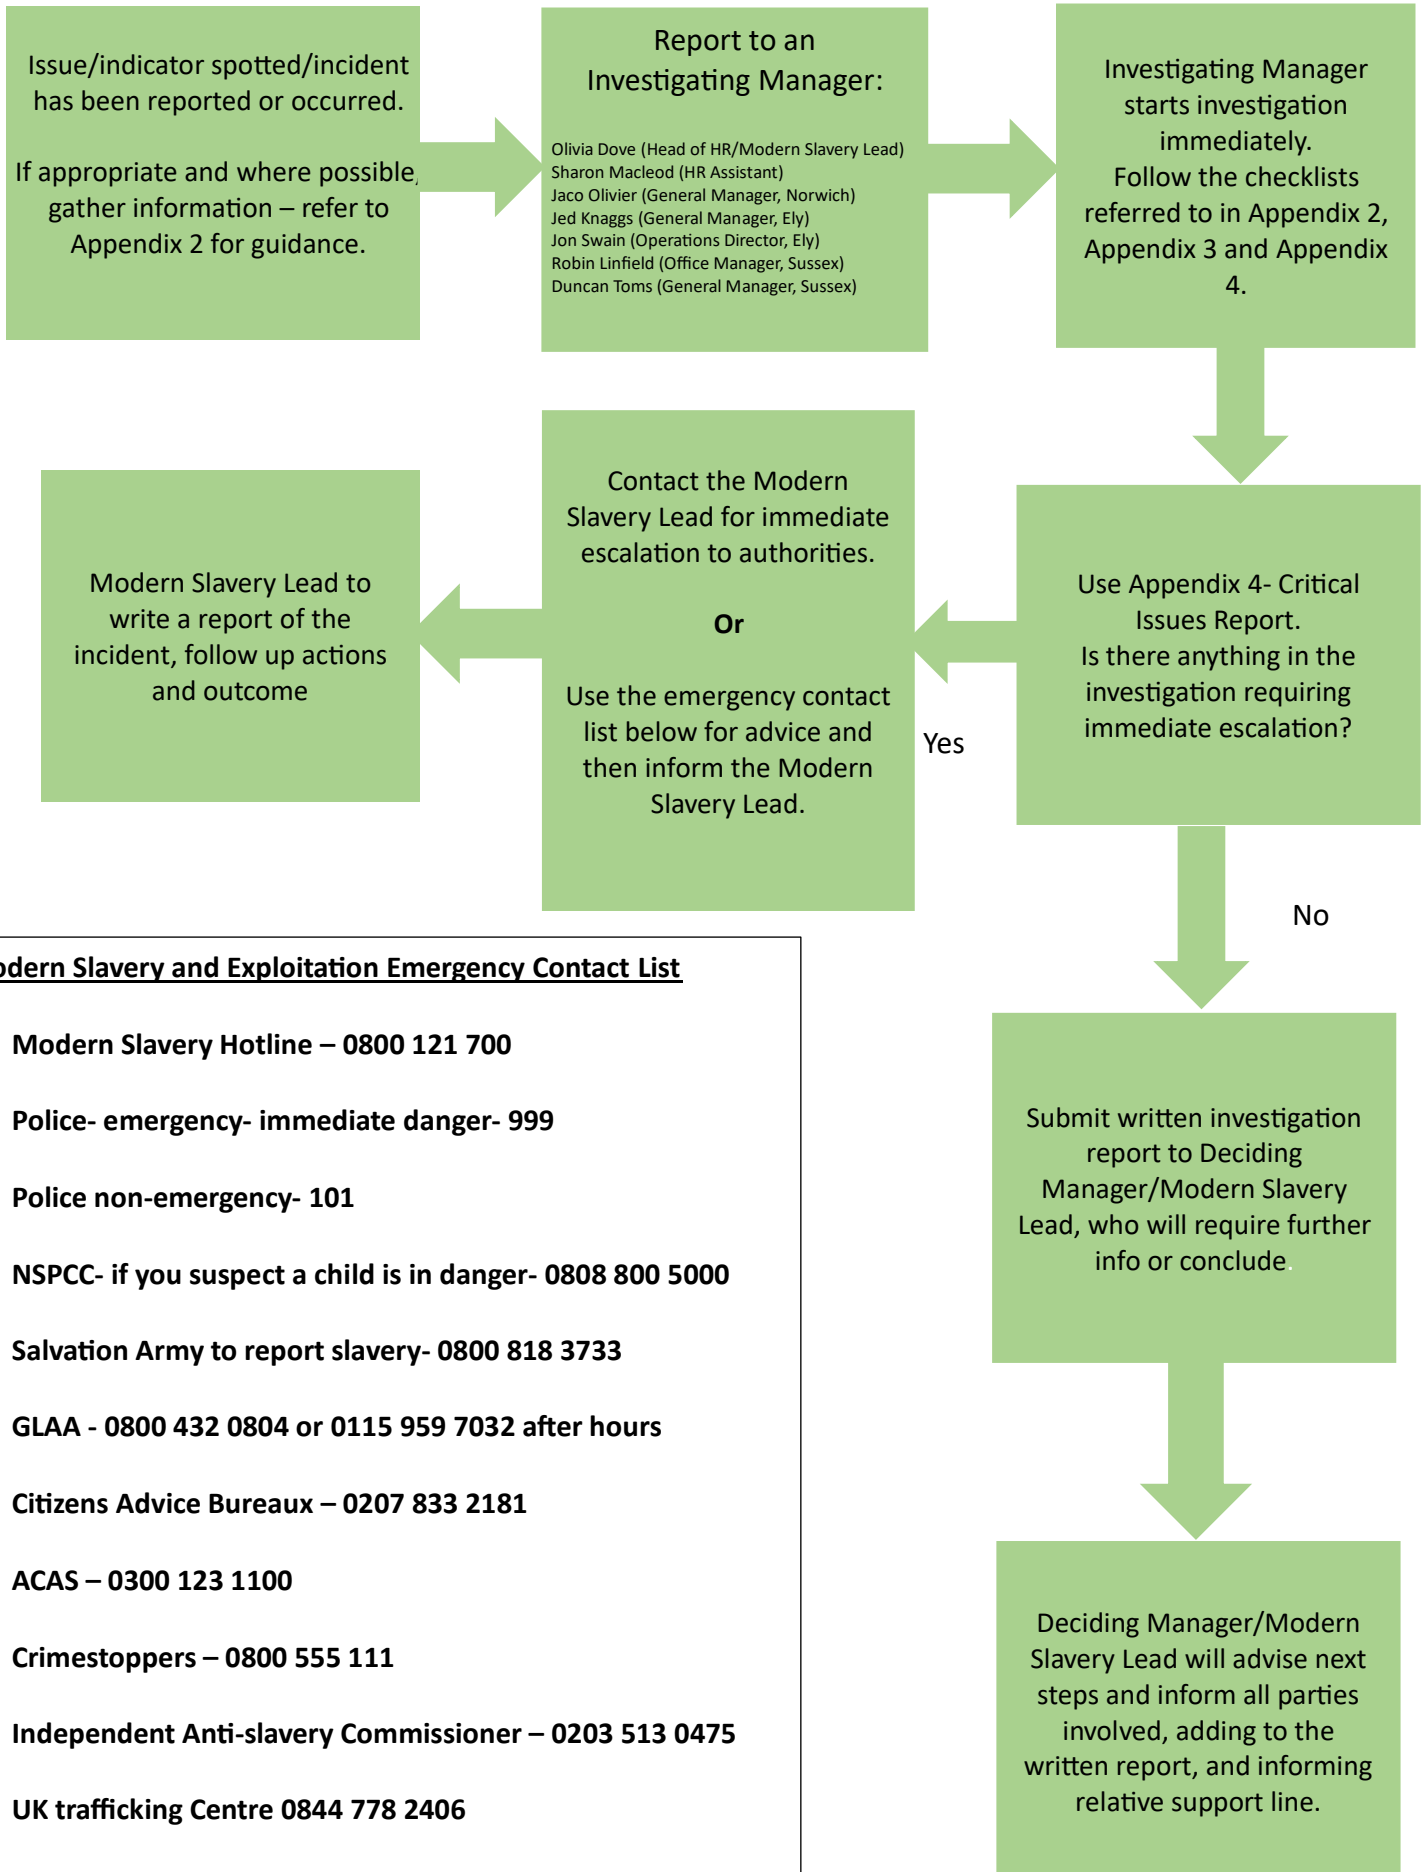 Issue/indicator spotted/incident
has been reported or occurred.
If appropriate and where possible,
gather information – refer to
Appendix 2 for guidance.
Report to an
Investigating Manager:
Olivia Dove (Head of HR/Modern Slavery Lead)
Sharon Macleod (HR Assistant)
Jaco Olivier (General Manager, Norwich)
Jed Knaggs (General Manager, Ely)
Jon Swain (Operations Director, Ely)
Robin Linfield (Office Manager, Sussex)
Duncan Toms (General Manager, Sussex)
Investigating Manager
starts investigation
immediately.
Follow the checklists
referred to in Appendix 2,
Appendix 3 and Appendix
4.
Use Appendix 4- Critical
Issues Report.
Is there anything in the
investigation requiring
immediate escalation?
Yes
Contact the Modern
Slavery Lead for immediate
escalation to authorities.
Or
Use the emergency contact
list below for advice and
then inform the Modern
Slavery Lead.
Modern Slavery Lead to
write a report of the
incident, follow up actions
and outcome
No
Submit written investigation
report to Deciding
Manager/Modern Slavery
Lead, who will require further
info or conclude.
Deciding Manager/Modern
Slavery Lead will advise next
steps and inform all parties
involved, adding to the
written report, and informing
relative support line.
odern Slavery and Exploitation Emergency Contact List
Modern Slavery Hotline – 0800 121 700
Police- emergency- immediate danger- 999
Police non-emergency- 101
NSPCC- if you suspect a child is in danger- 0808 800 5000
Salvation Army to report slavery- 0800 818 3733
GLAA - 0800 432 0804 or 0115 959 7032 after hours
Citizens Advice Bureaux – 0207 833 2181
ACAS – 0300 123 1100
Crimestoppers – 0800 555 111
Independent Anti-slavery Commissioner – 0203 513 0475
UK trafficking Centre 0844 778 2406